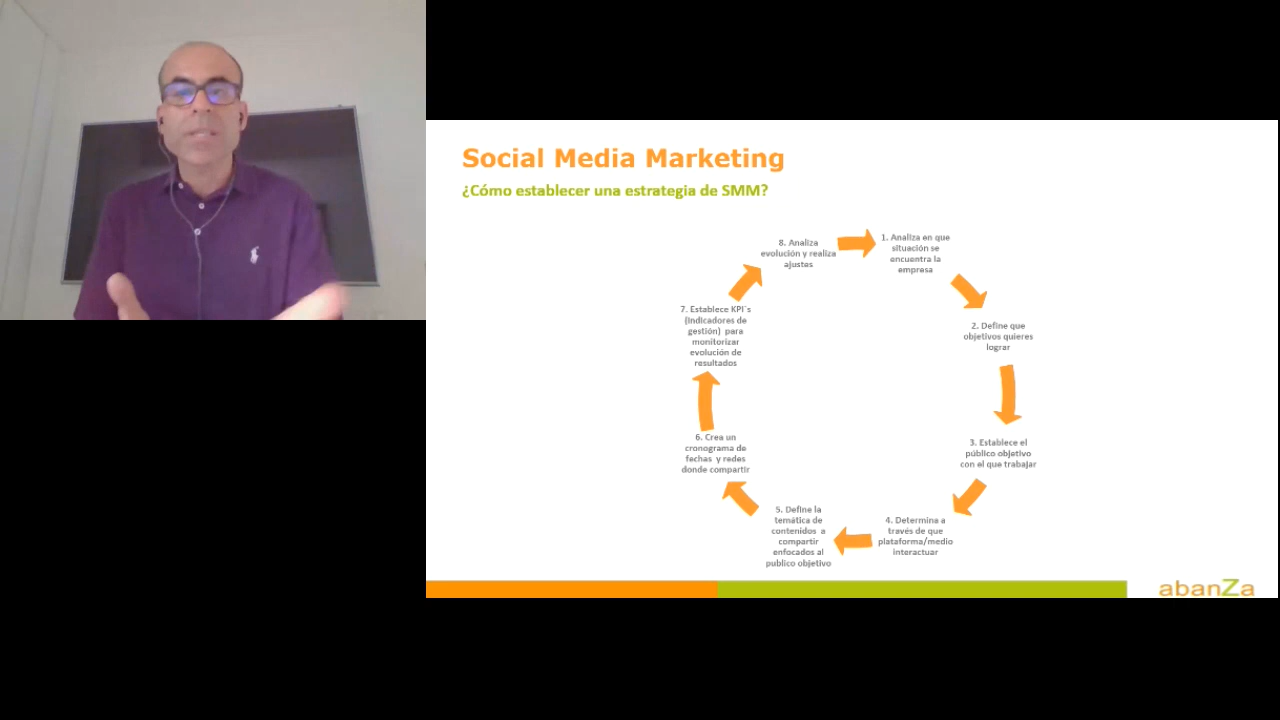 Social Media Marketing
¿Cómo establecer una estrategia de SMM?
1. Analiza en que
situación se
encuentra la
empresa
2. Define que
objetivos quieres
lograr
3. Establece el
público objetivo
con el que trabajar
4. Determina a
través de que
plataforma/medio
interactuar
5. Define la
temática de
contenidos a
compartir
enfocados al
publico objetivo
6. Crea un
cronograma de
fechas y redes
donde compartir
7. Establece KPI`s
(indicadores de
gestión) para
monitorizar
evolución de
resultados
8. Analiza
evolución y realiza
ajustes
abanZa